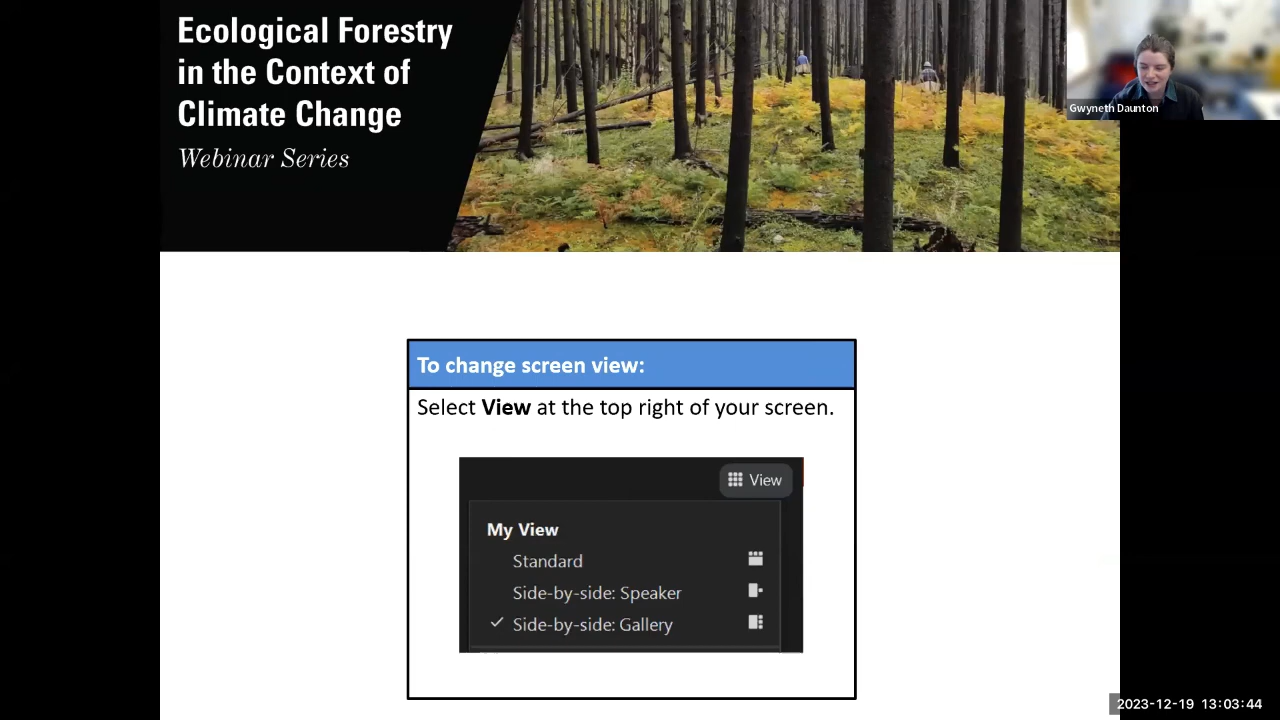 Ecological Forestry
in the Context of
Climate Change
Webinar Series
Gwyneth Daunton
To change screen view:
Select View at the top right of your screen.
View
My View
Standard
Side-by-side: Speaker
Side-by-side: Gallery
2023-12-19 13:03:44